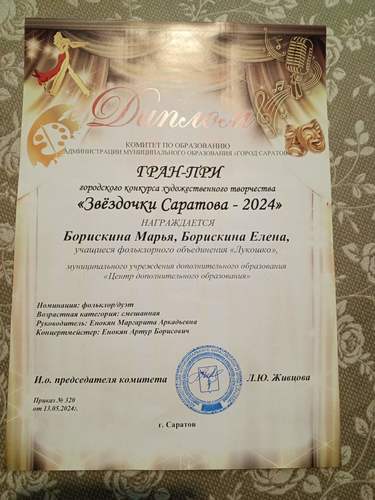 Диплом
КОМИТЕТ ПО ОБРАЗОВАНИЮ
АДМИНИСТРАЦИИ МУНИЦИПАЛЬНОГО ОБРАЗОВАНИЯ «ГОРОД САРАТОВ»
ГРАН-ПРИ
городского конкурса художественного творчества
«Звёздочки Саратова - 2024»
НАГРАЖДАЕТСЯ
Борискина Марья, Борискина Елена,
учащиеся фольклорного объединения «Лукошко»,
муниципального учреждения дополнительного образования
«Центр дополнительного образования»
Номинация: фольклор/дуэт
Возрастная категория: смешанная
Руководитель: Енокян Маргарита Аркадьевна
Концертмейстер: Енокян Артур Борисович
И.о. председателя комитета Л.Ю. Живцова
Приказ № 320
от 13.05.2024г.
г. Саратов